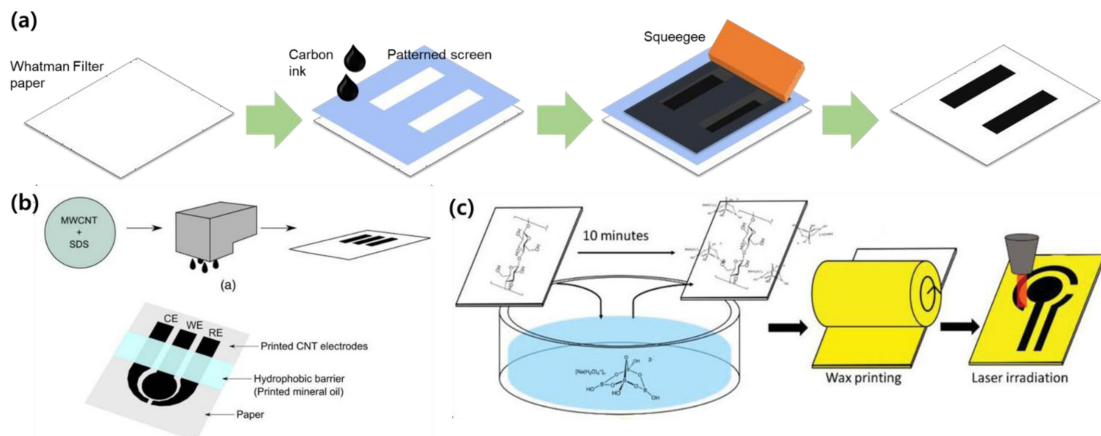 (a)
Whatman Filter
paper
Carbon
ink
Patterned screen
Squeegee
(b)
MWCNT
+
SDS
(a)
CE
WE
RE
Printed CNT electrodes
Hydrophobic barrier
(Printed mineral oil)
Paper
(c)
10 minutes
Wax printing
Laser irradiation